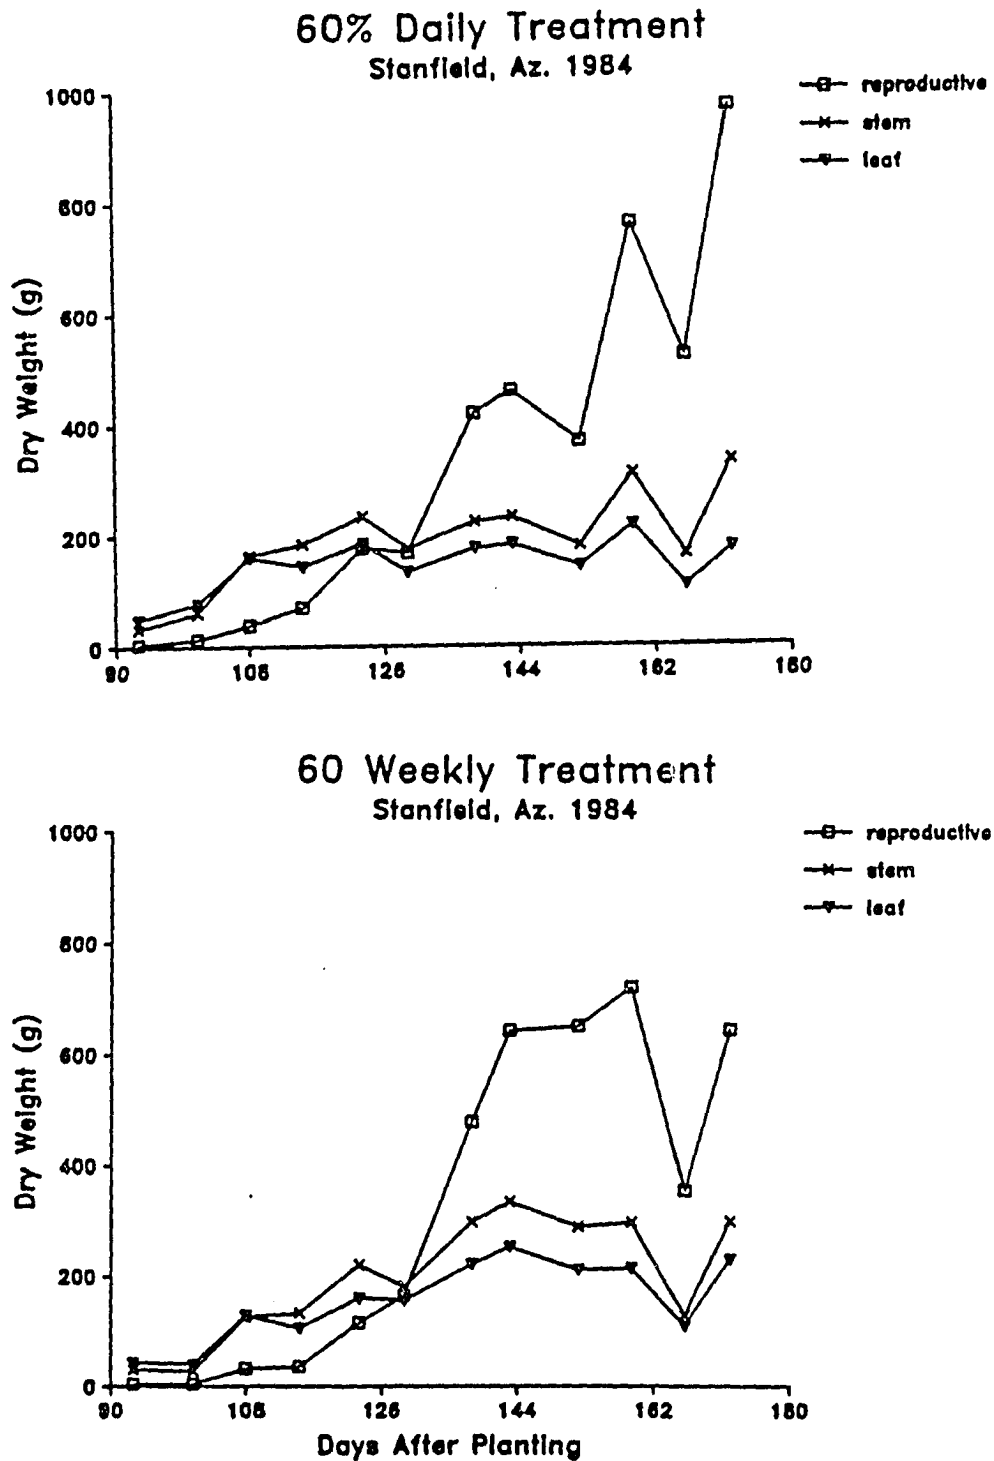 60% Daily Treatment
Stanfield, Az. 1984
reproductive
stem
leaf
1000
800
600
400
200
0
Dry Weight (g)
90 108 126 144 162 180
60 Weekly Treatment
Stanfield, Az. 1984
reproductive
stem
leaf
1000
800
600
400
200
0
Dry Weight (g)
90 108 126 144 162 180
Days After Planting